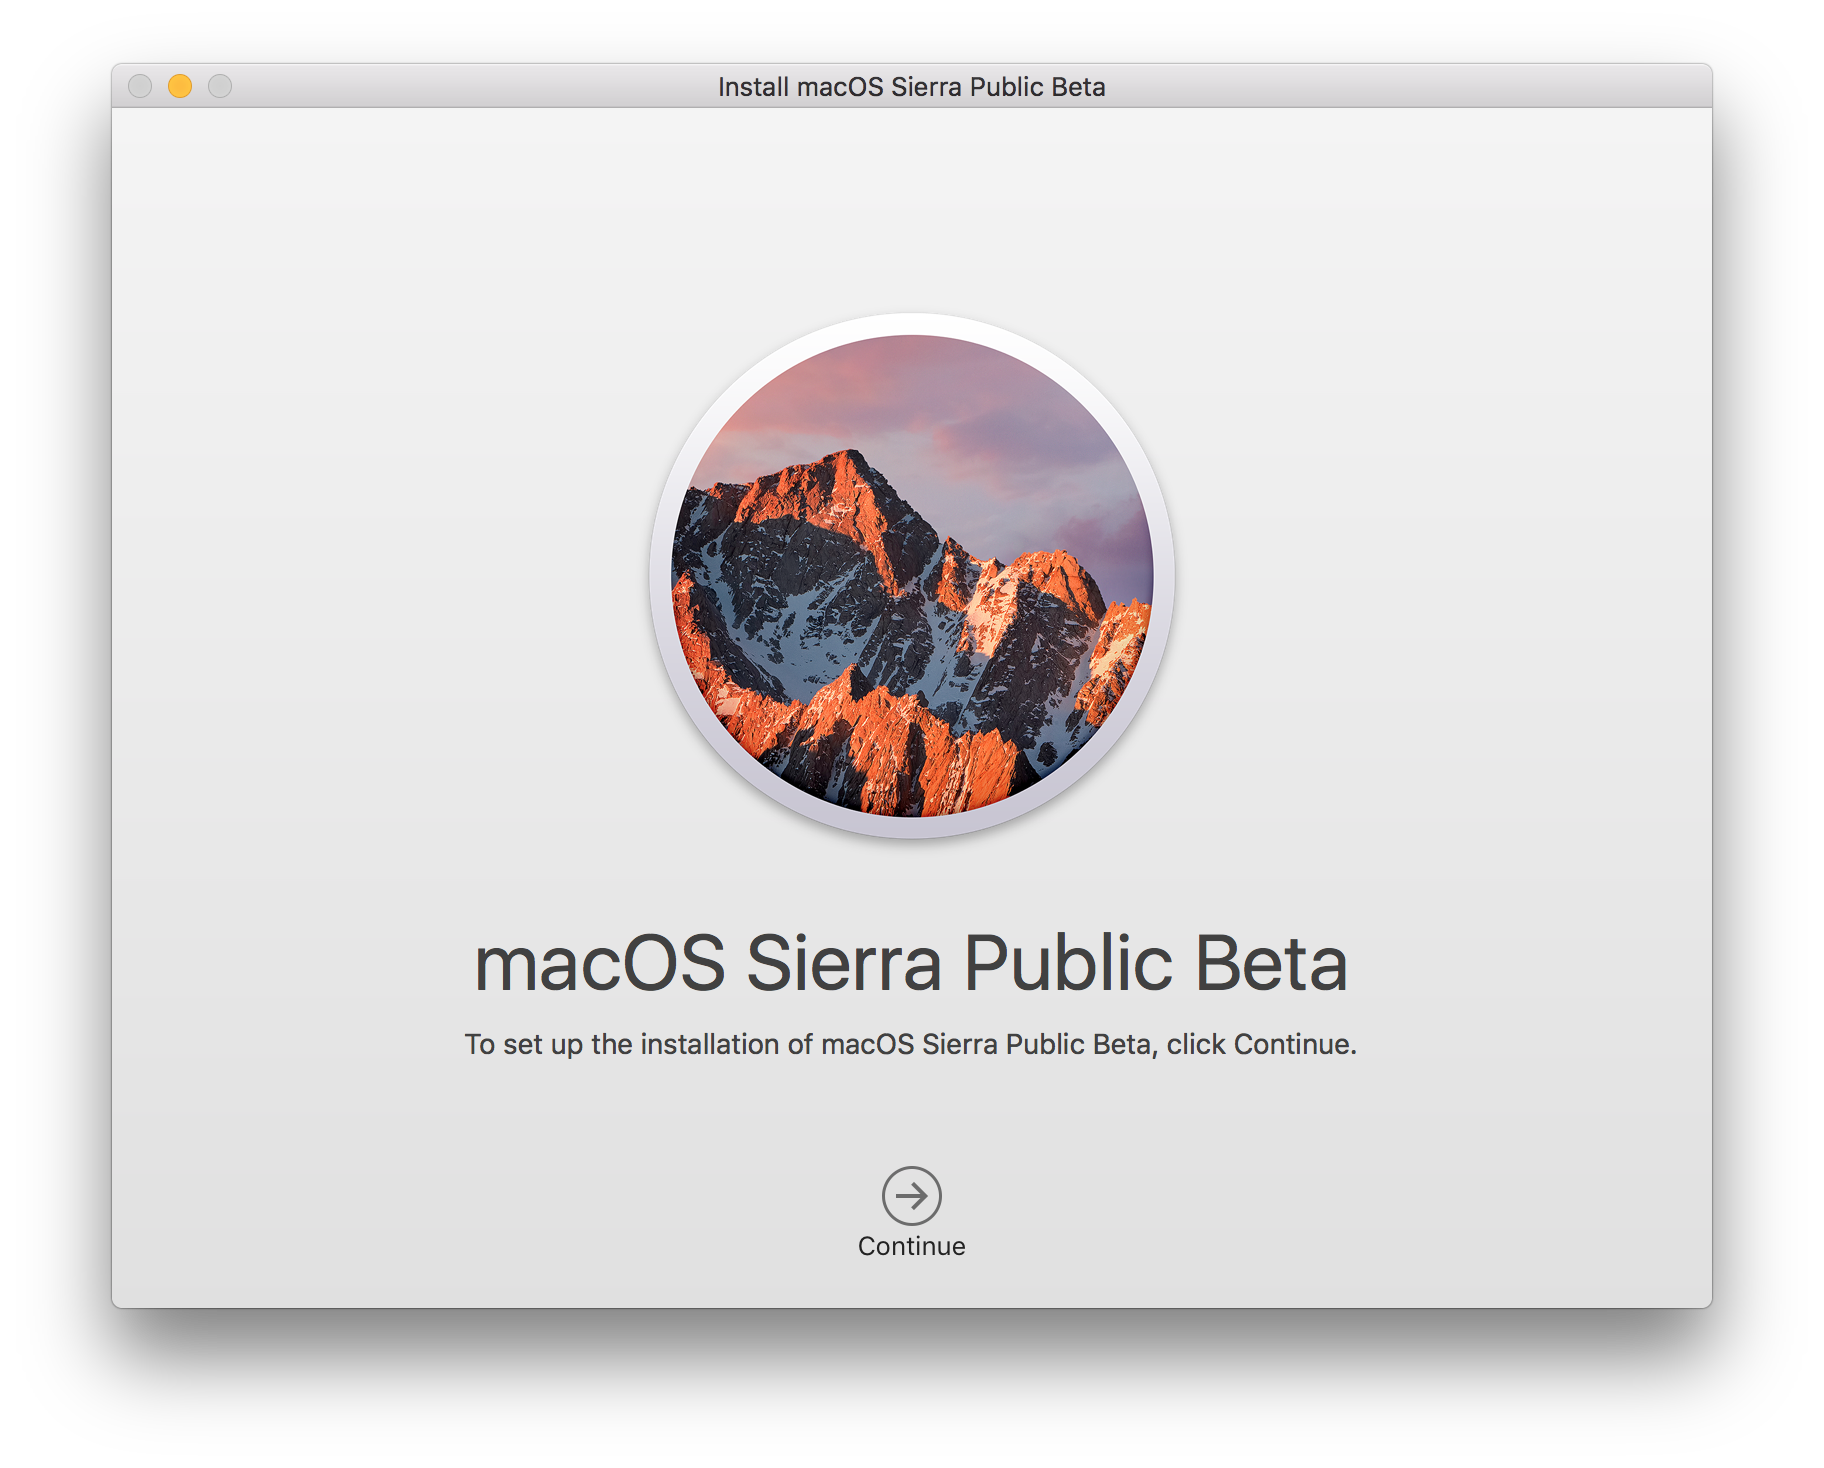 Install macOS Sierra Public Beta
macOS Sierra Public Beta
To set up the installation of macOS Sierra Public Beta, click Continue.
Continue